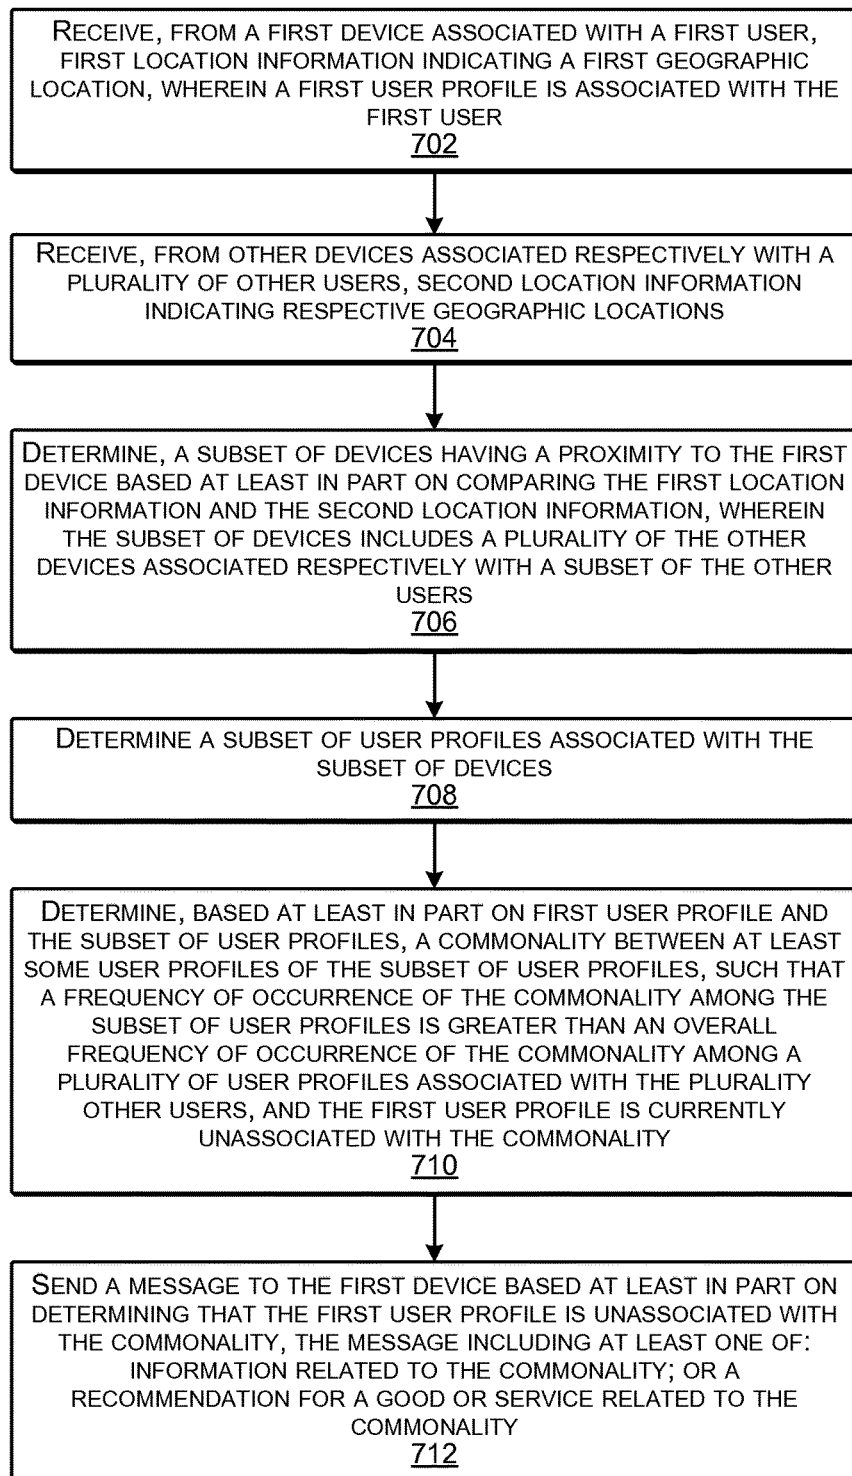 RECEIVE, FROM A FIRST DEVICE ASSOCIATED WITH A FIRST USER,
FIRST LOCATION INFORMATION INDICATING A FIRST GEOGRAPHIC
LOCATION, WHEREIN A FIRST USER PROFILE IS ASSOCIATED WITH THE
FIRST USER
702
RECEIVE, FROM OTHER DEVICES ASSOCIATED RESPECTIVELY WITH A
PLURALITY OF OTHER USERS, SECOND LOCATION INFORMATION
INDICATING RESPECTIVE GEOGRAPHIC LOCATIONS
704
DETERMINE, A SUBSET OF DEVICES HAVING A PROXIMITY TO THE FIRST
DEVICE BASED AT LEAST IN PART ON COMPARING THE FIRST LOCATION
INFORMATION AND THE SECOND LOCATION INFORMATION, WHEREIN
THE SUBSET OF DEVICES INCLUDES A PLURALITY OF THE OTHER
DEVICES ASSOCIATED RESPECTIVELY WITH A SUBSET OF THE OTHER
USERS
706
DETERMINE A SUBSET OF USER PROFILES ASSOCIATED WITH THE
SUBSET OF DEVICES
708
DETERMINE, BASED AT LEAST IN PART ON FIRST USER PROFILE AND
THE SUBSET OF USER PROFILES, A COMMONALITY BETWEEN AT LEAST
SOME USER PROFILES OF THE SUBSET OF USER PROFILES, SUCH THAT
A FREQUENCY OF OCCURRENCE OF THE COMMONALITY AMONG THE
SUBSET OF USER PROFILES IS GREATER THAN AN OVERALL
FREQUENCY OF OCCURRENCE OF THE COMMONALITY AMONG A
PLURALITY OF USER PROFILES ASSOCIATED WITH THE PLURALITY
OTHER USERS, AND THE FIRST USER PROFILE IS CURRENTLY
UNASSOCIATED WITH THE COMMONALITY
710
SEND A MESSAGE TO THE FIRST DEVICE BASED AT LEAST IN PART ON
DETERMINING THAT THE FIRST USER PROFILE IS UNASSOCIATED WITH
THE COMMONALITY, THE MESSAGE INCLUDING AT LEAST ONE OF:
INFORMATION RELATED TO THE COMMONALITY; OR A
RECOMMENDATION FOR A GOOD OR SERVICE RELATED TO THE
COMMONALITY
712